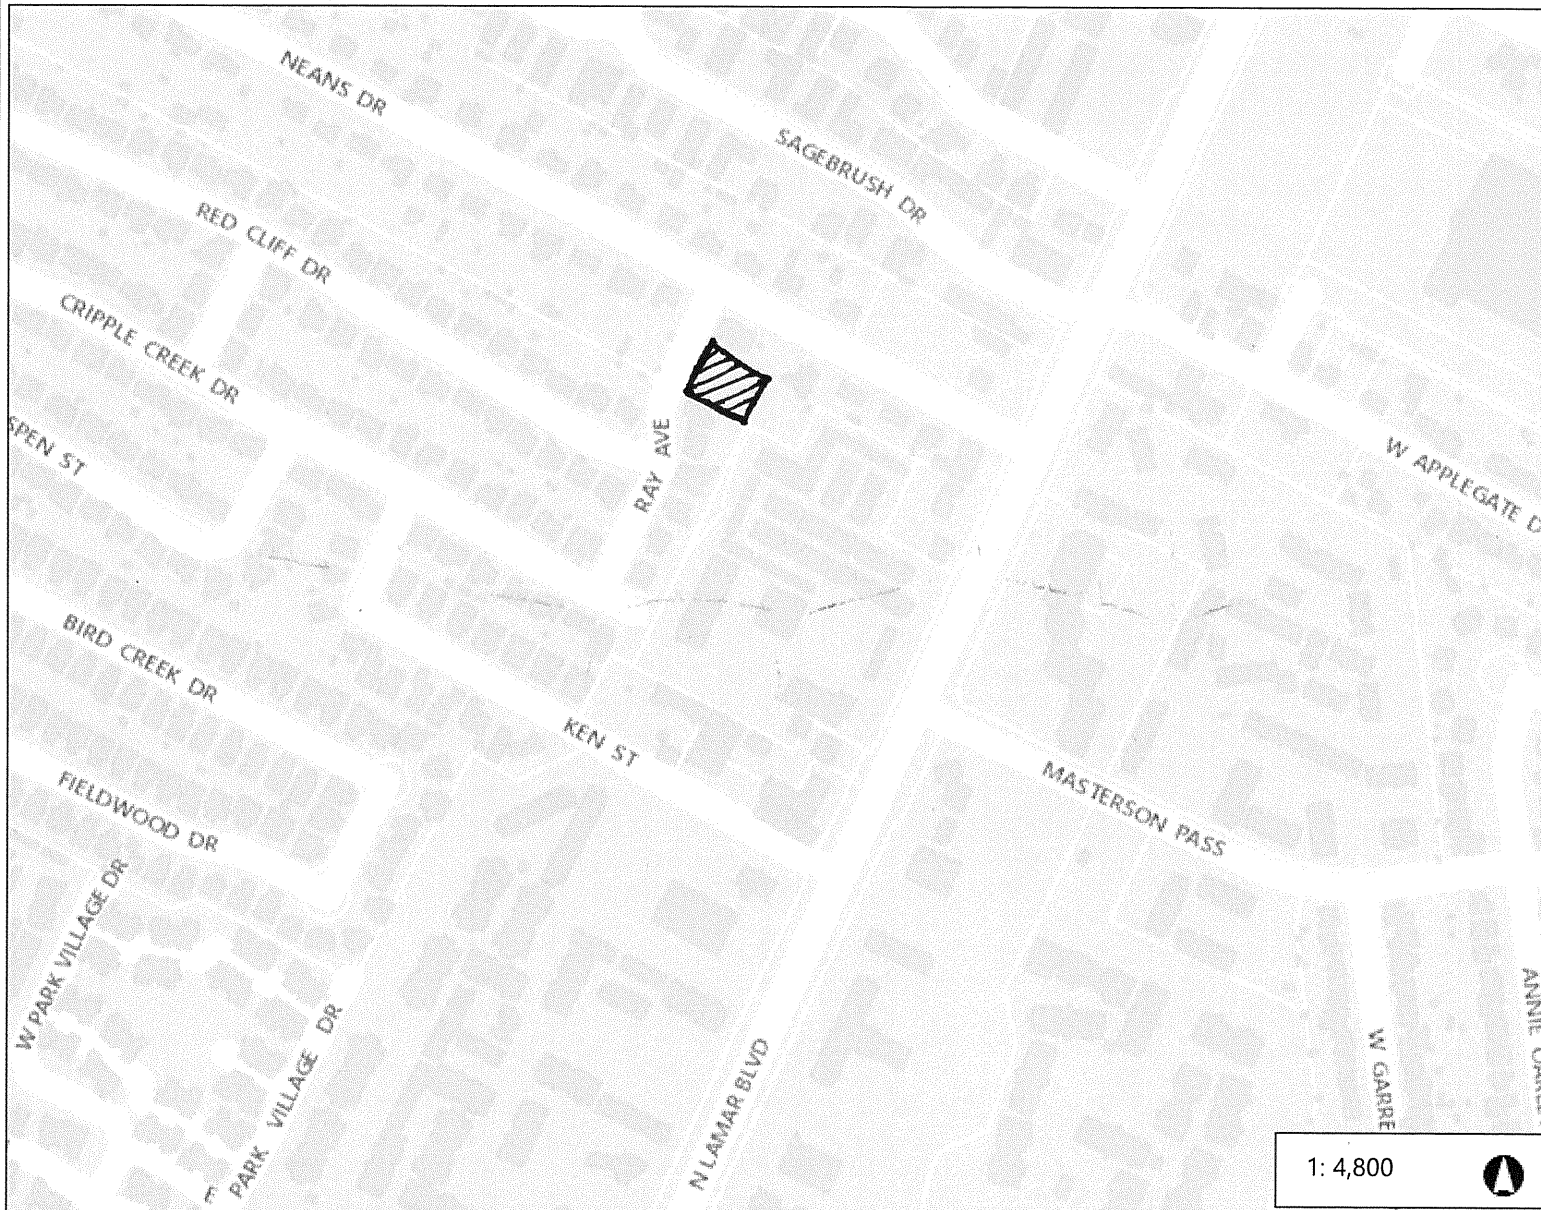 NEANS DR
SAGEBRUSH DR
RED CLIFF DR
CRIPPLE CREEK DR
SPEN ST
RAY AVE
W APPLEGATE D
BIRD CREEK DR
KEN ST
FIELDWOOD DR
MASTERSON PASS
W PARK VILLAGE DR
E PARK VILLAGE DR
N LAMAR BLVD
W GARRE
ANNIE OAKLE
1: 4,800